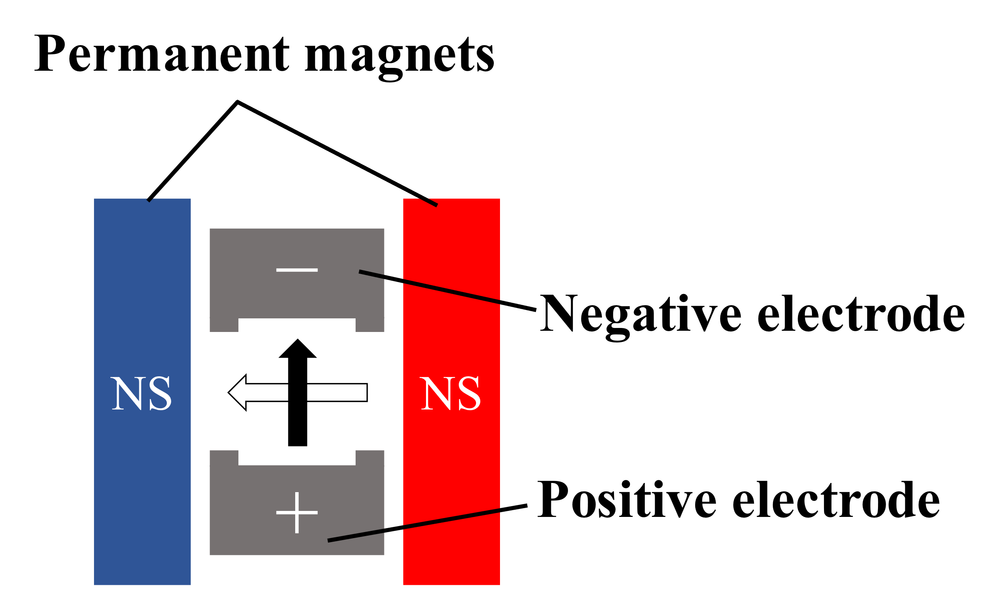 Permanent magnets
—
Negative electrode
NS
NS
Positive electrode
+